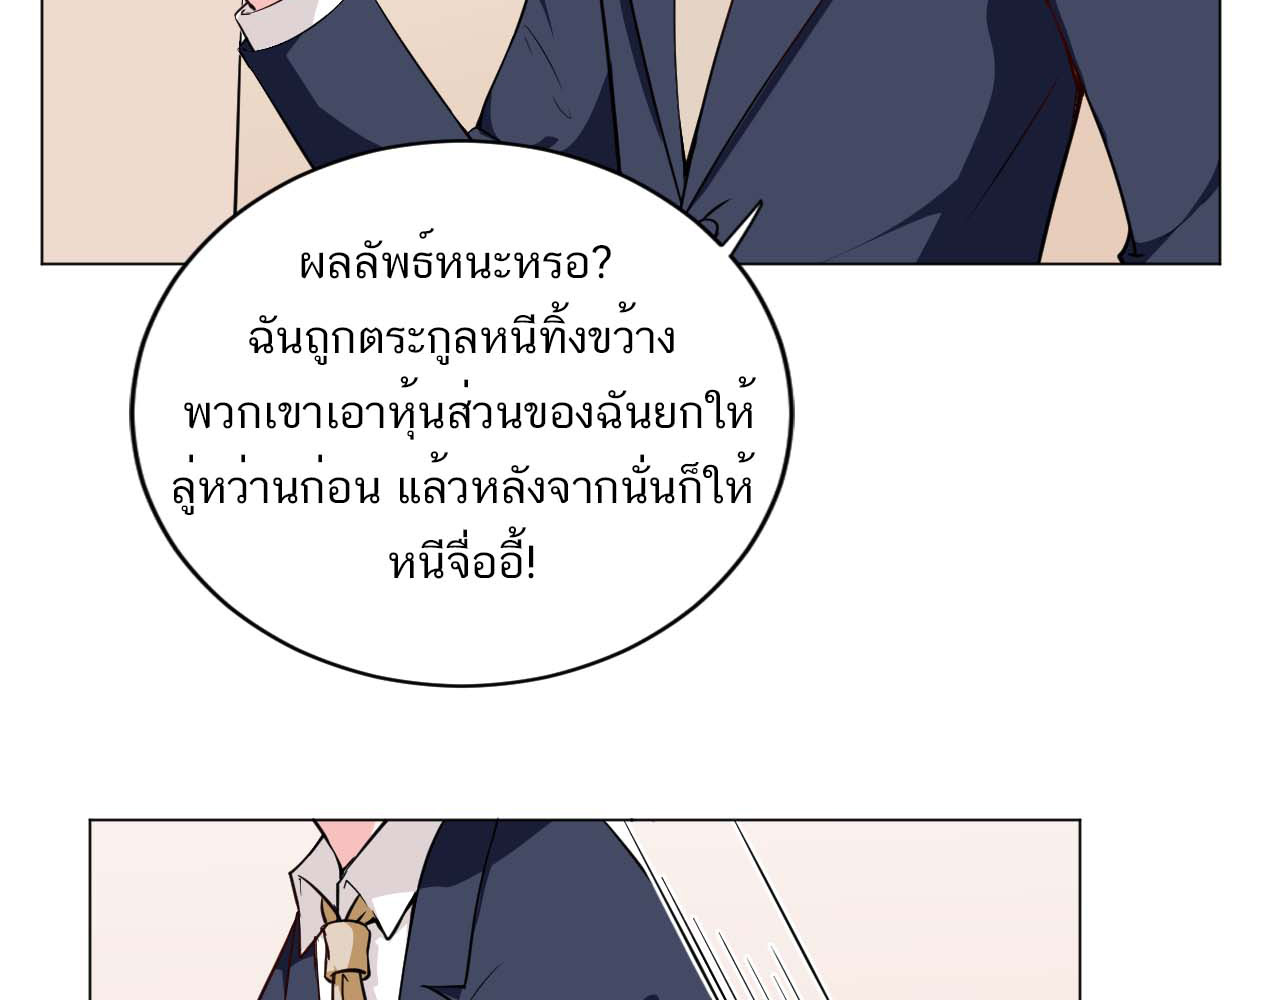 ผลลัพธ์หนะหรอ?
ฉันถูกตระกูลหนีทิ้งขว้าง
พวกเขาเอาหุ้นส่วนของฉันยกให้
ลู่หว่านก่อน แล้วหลังจากนั่นก็ให้
หนีจื่ออี้!